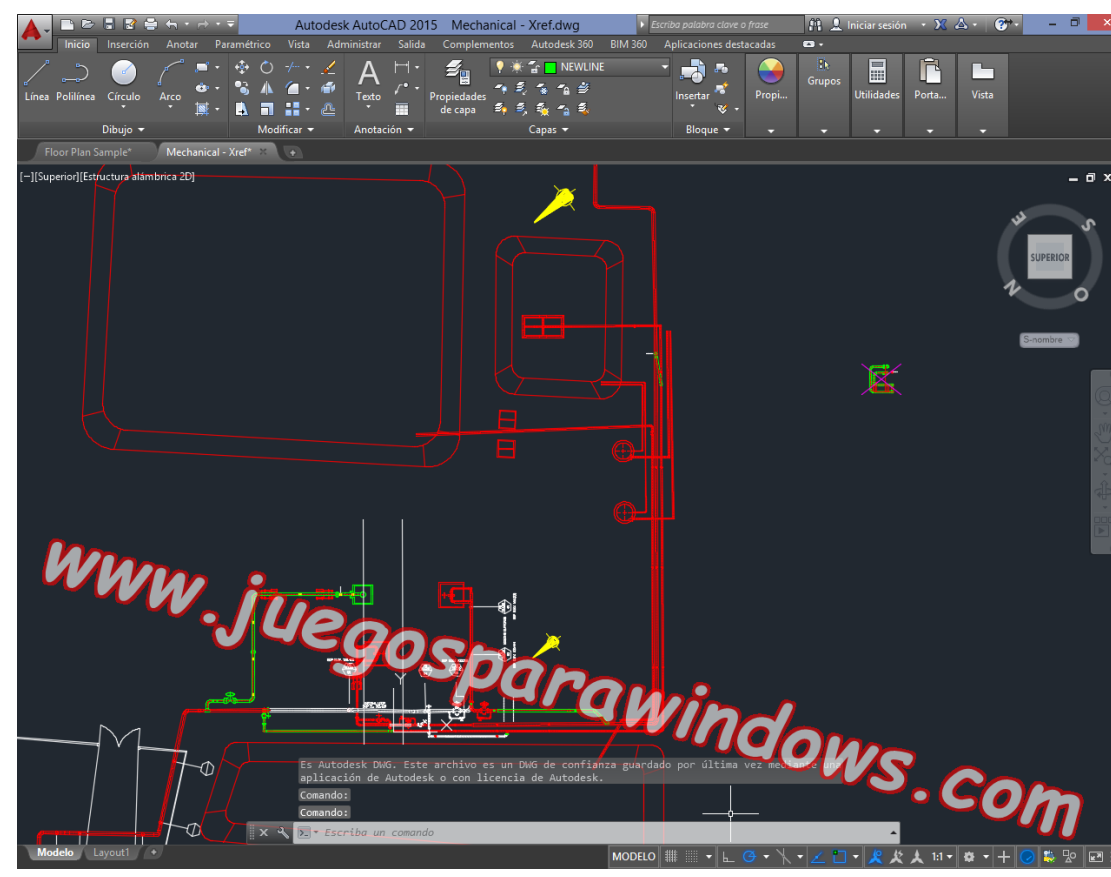 Autodesk AutoCAD 2015 Mechanical - Xref.dwg
Escriba palabra clave o frase
Iniciar sesión
Inicio Inserción Anotar Paramétrico Vista Administrar Salida Complementos Autodesk 360 BIM 360 Aplicaciones destacadas
NEWLINE
Línea Polilínea Círculo Arco Texto Propiedades de capa Insertar Propi... Grupos Utilidades Porta... Vista
Dibujo Modificar Anotación Capas Bloque
Floor Plan Sample* Mechanical - Xref*
[−][Superior][Estructura alámbrica 2D]
E S
SUPERIOR
N O
S-nombre
www.juegosparawindows.com
Es Autodesk DWG. Este archivo es un DWG de confianza guardado por última vez mediante una
aplicación de Autodesk o con licencia de Autodesk.
Comando:
Comando:
Escriba un comando
Modelo Layout1 +
MODELO 1:1